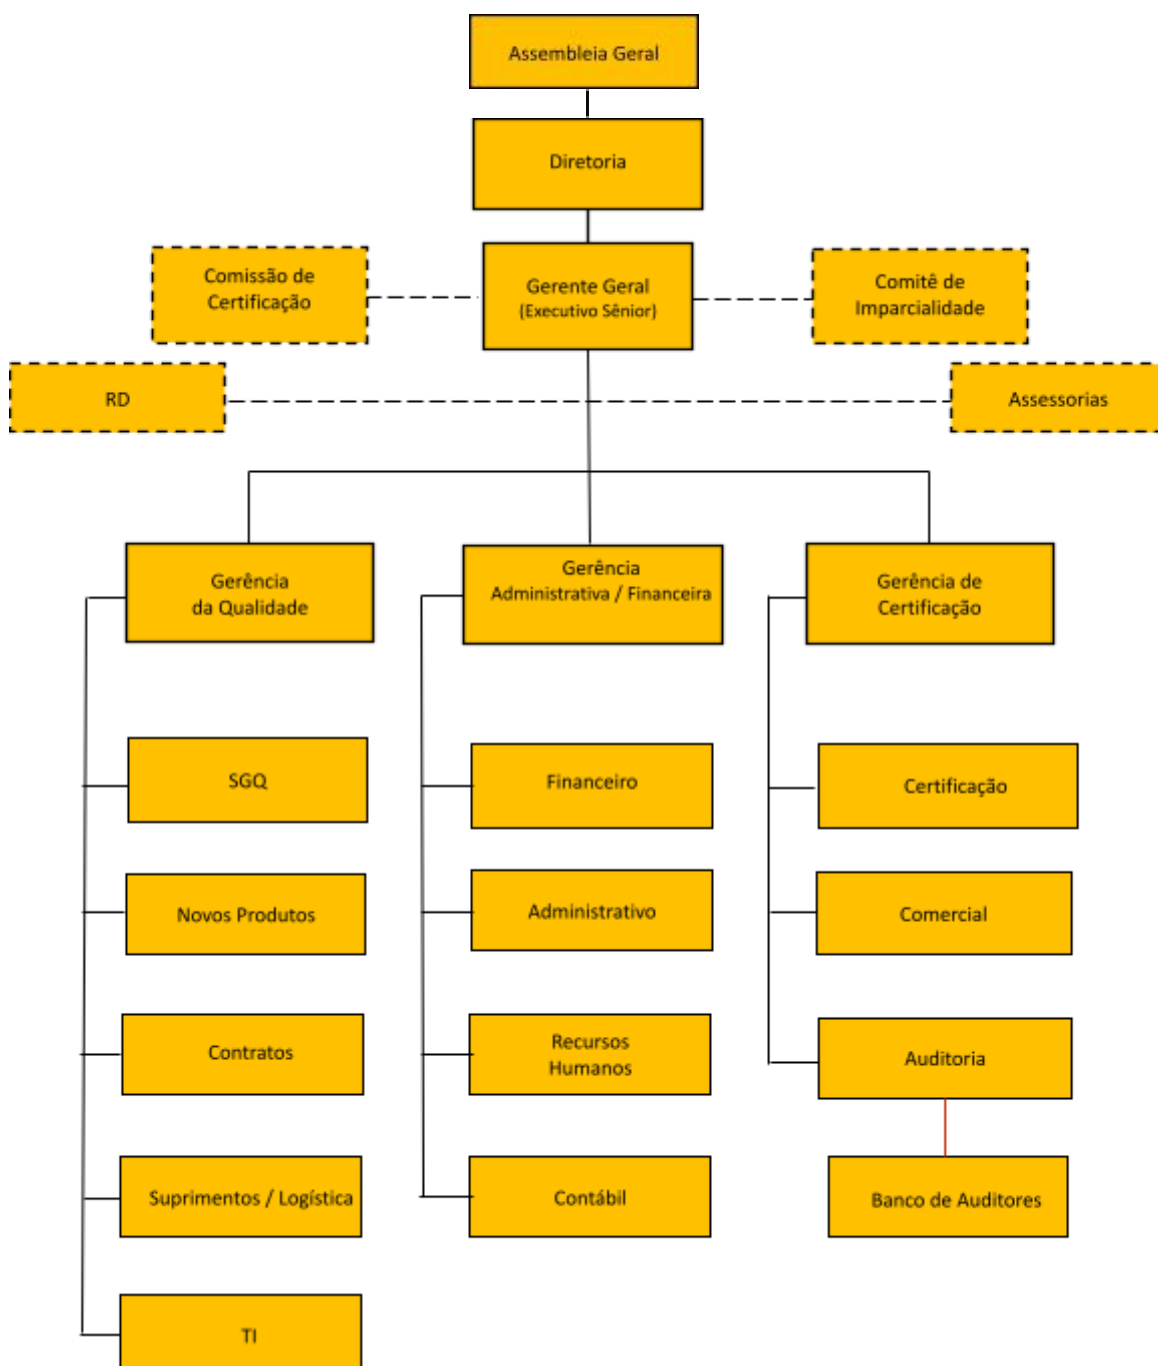 Assembleia Geral
Diretoria
Comissão de
Certificação
Gerente Geral
(Executivo Sênior)
Comitê de
Imparcialidade
RD
Assessorias
Gerência
da Qualidade
Gerência
Administrativa / Financeira
Gerência de
Certificação
SGQ
Financeiro
Certificação
Novos Produtos
Administrativo
Comercial
Contratos
Recursos
Humanos
Auditoria
Suprimentos / Logística
Contábil
Banco de Auditores
TI